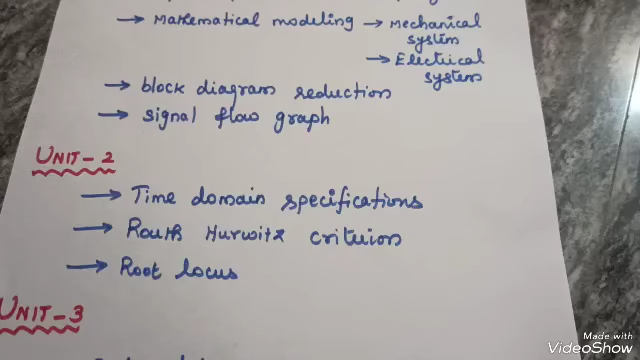 → Mathematical modeling → Mechanical system
→ Electrical system
→ block diagram reduction
→ signal flow graph
UNIT-2
→ Time domain specifications
→ Routh Hurwitz criterion
→ Root locus
UNIT-3
Made with
VideoShow